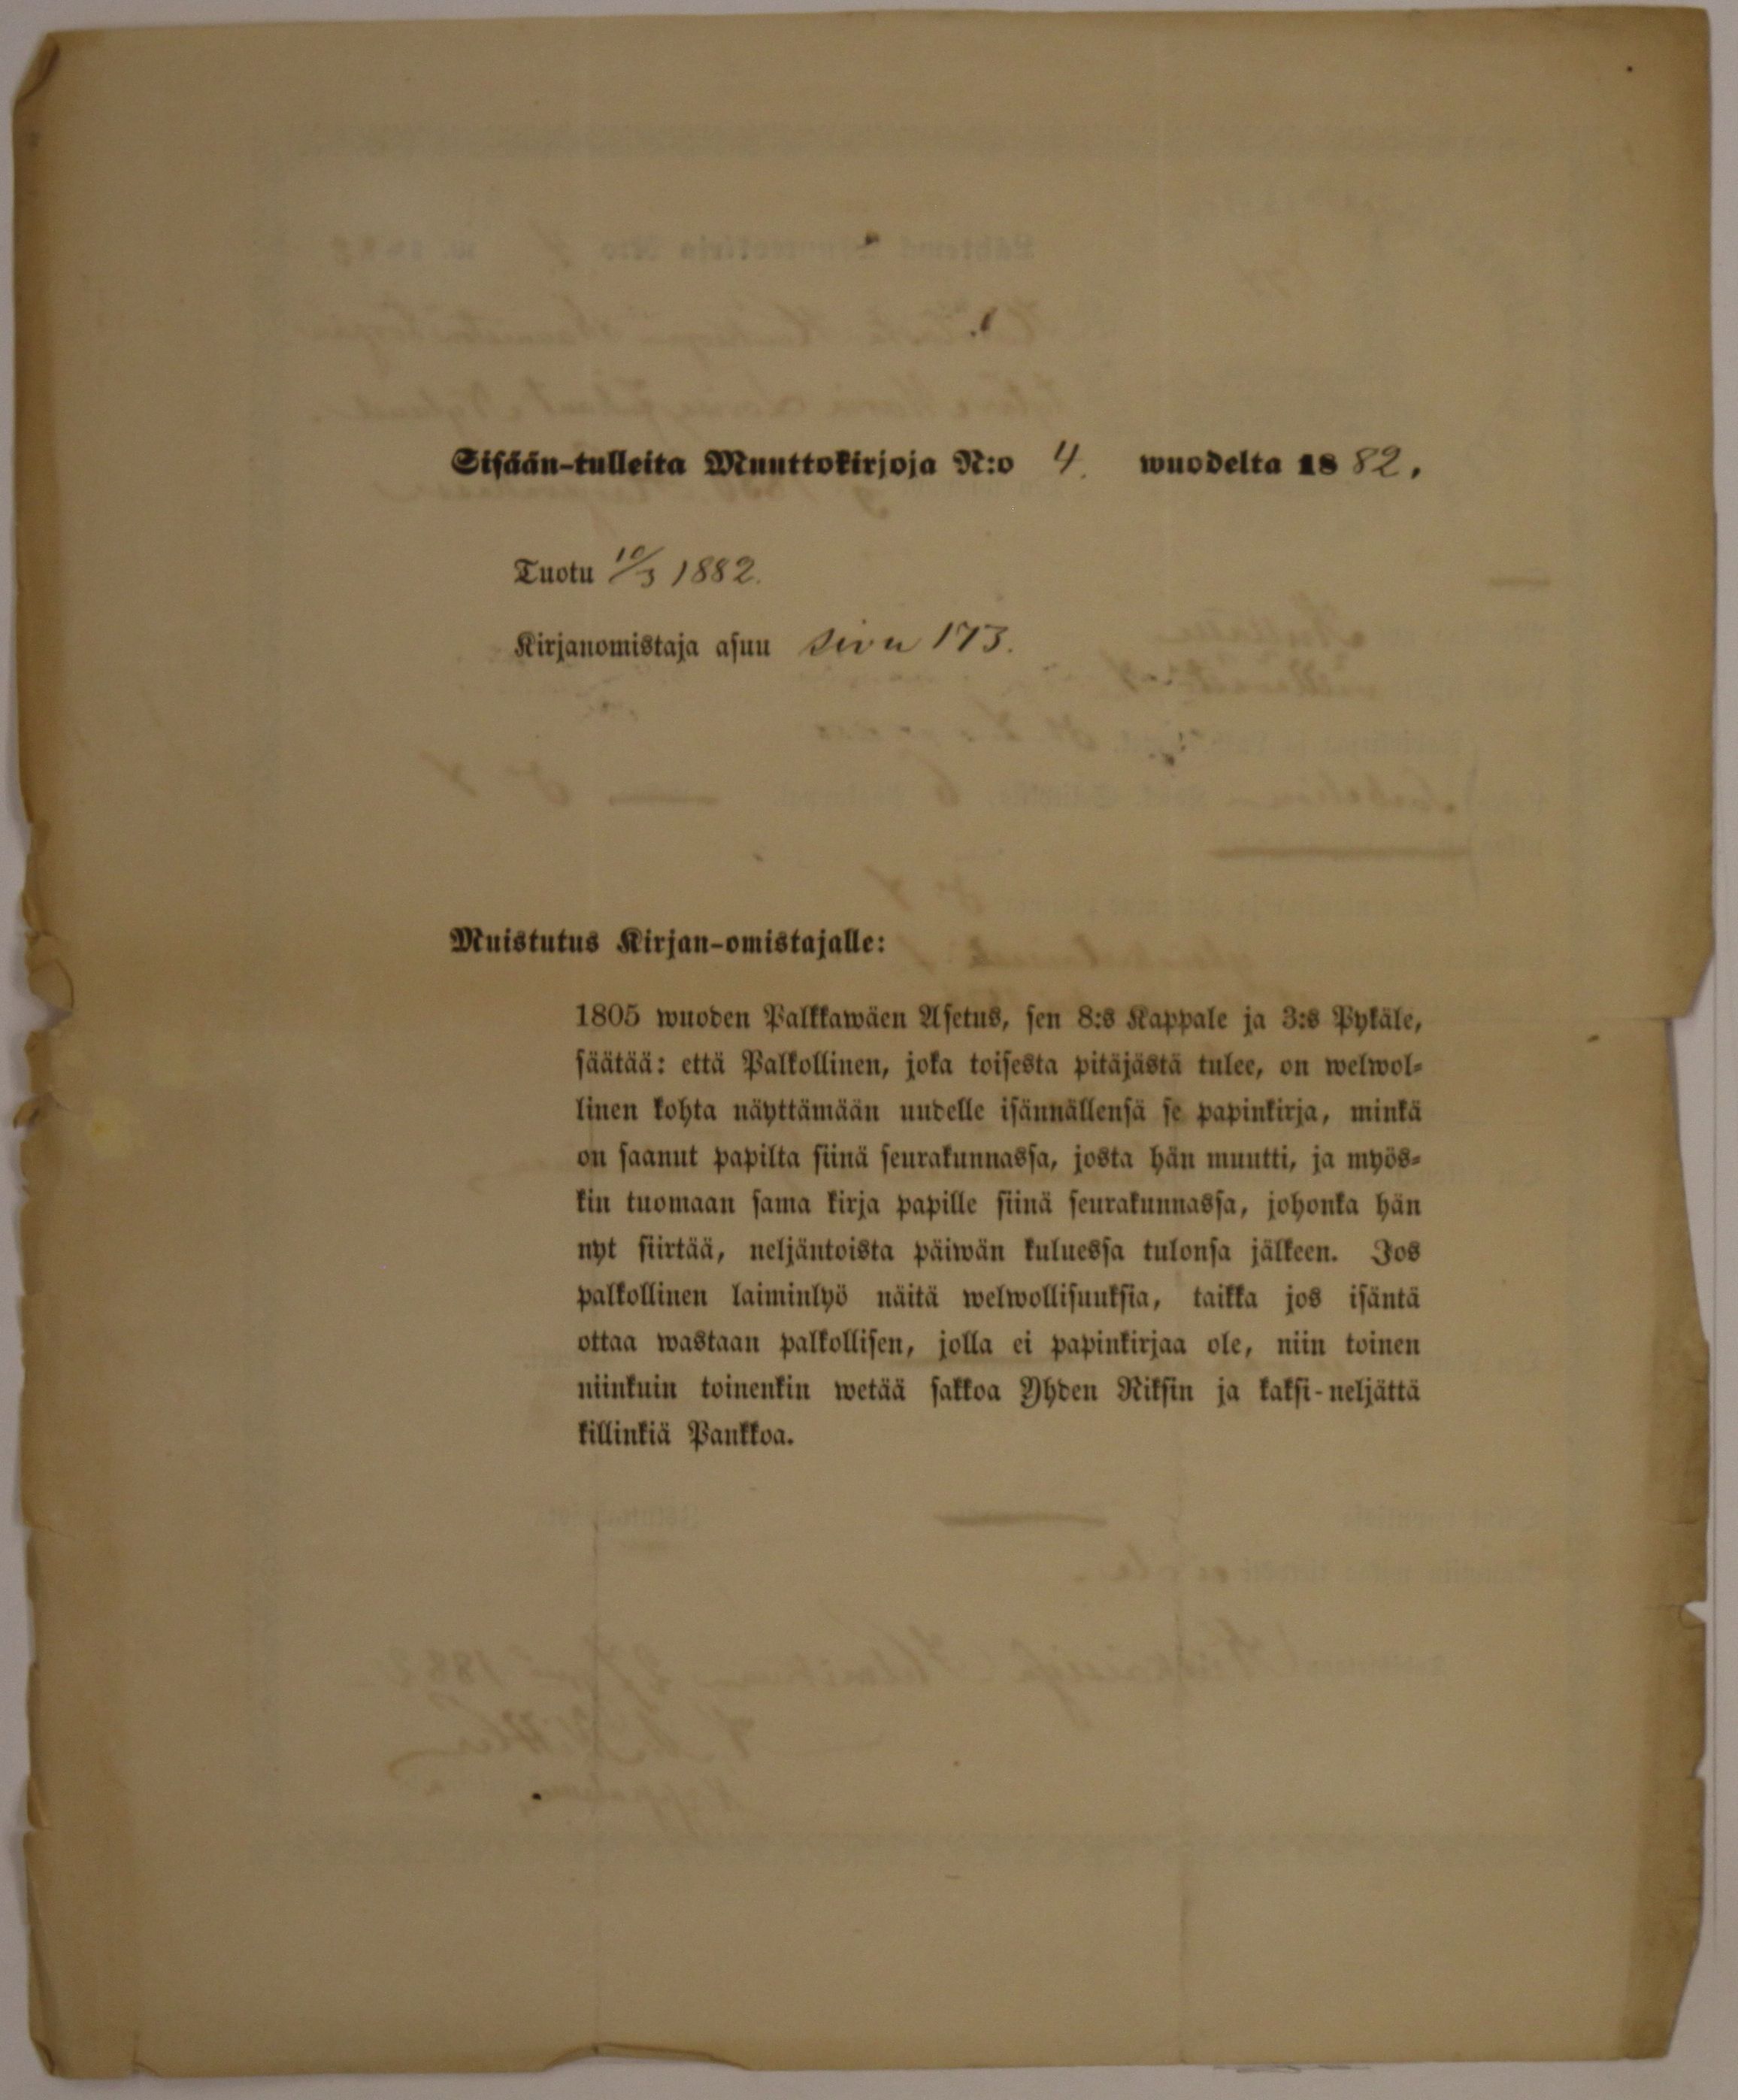 Sisään-tulleita Muuttokirjoja N:o 4. wuodelta 1882.
Tuotu 10/3 1882.
Kirjanomistaja asuu sivu 173.
Muistutus Kirjan-omistajalle:
1805 wuoden Palkkawäen Asetus, sen 8:s Kappale ja 3:s Pykäle,
säätää: että Palkollinen, joka toisesta pitäjästä tulee, on welwol-
linen kohta näyttämään uudelle isännällensä se papinkirja, minkä
on saanut papilta siinä seurakunnassa, josta hän muutti, ja myös-
kin tuomaan sama kirja papille siinä seurakunnassa, johonka hän
nyt siirtää, neljäntoista päiwän kuluessa tulonsa jälkeen. Jos
palkollinen laiminlyö näitä welwollisuuksia, taikka jos isäntä
ottaa wastaan palkollisen, jolla ei papinkirjaa ole, niin toinen
niinkuin toinenkin wetää sakkoa Yhden Riksin ja kaksi-neljättä
killinkiä Pankkoa.